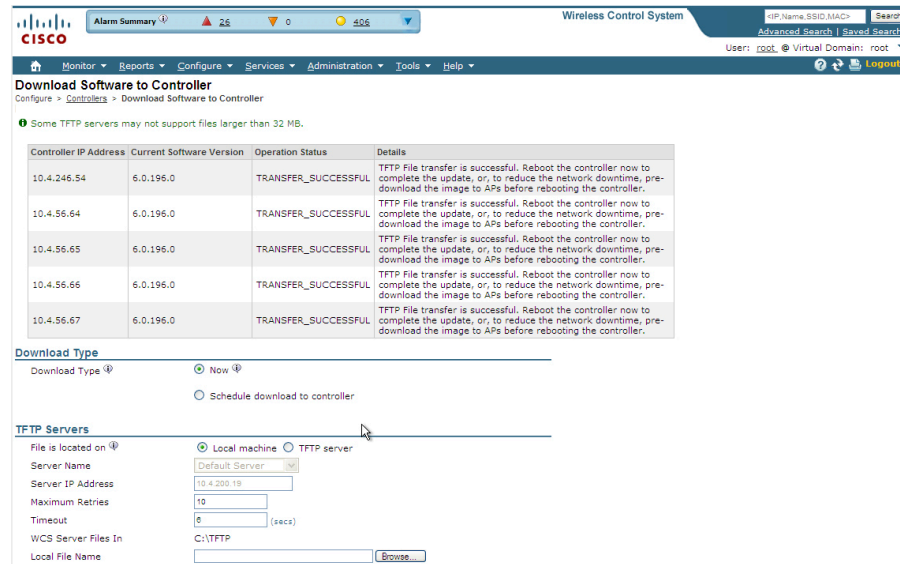 CISCO
Alarm Summary 26 0 406
Wireless Control System
<IP,Name,SSID,MAC> Search
Advanced Search | Saved Search
User: root @ Virtual Domain: root
Monitor Reports Configure Services Administration Tools Help Logout
Download Software to Controller
Configure > Controllers > Download Software to Controller
Some TFTP servers may not support files larger than 32 MB.
Controller IP Address Current Software Version Operation Status Details
10.4.246.54 6.0.196.0 TRANSFER_SUCCESSFUL TFTP File transfer is successful. Reboot the controller now to
complete the update, or, to reduce the network downtime, pre-
download the image to APs before rebooting the controller.
10.4.56.64 6.0.196.0 TRANSFER_SUCCESSFUL TFTP File transfer is successful. Reboot the controller now to
complete the update, or, to reduce the network downtime, pre-
download the image to APs before rebooting the controller.
10.4.56.65 6.0.196.0 TRANSFER_SUCCESSFUL TFTP File transfer is successful. Reboot the controller now to
complete the update, or, to reduce the network downtime, pre-
download the image to APs before rebooting the controller.
10.4.56.66 6.0.196.0 TRANSFER_SUCCESSFUL TFTP File transfer is successful. Reboot the controller now to
complete the update, or, to reduce the network downtime, pre-
download the image to APs before rebooting the controller.
10.4.56.67 6.0.196.0 TRANSFER_SUCCESSFUL TFTP File transfer is successful. Reboot the controller now to
complete the update, or, to reduce the network downtime, pre-
download the image to APs before rebooting the controller.
Download Type
Download Type Now
Schedule download to controller
TFTP Servers
File is located on Local machine TFTP server
Server Name Default Server
Server IP Address 10.4.200.19
Maximum Retries 10
Timeout 6 (secs)
WCS Server Files In C:\TFTP
Local File Name Browse...